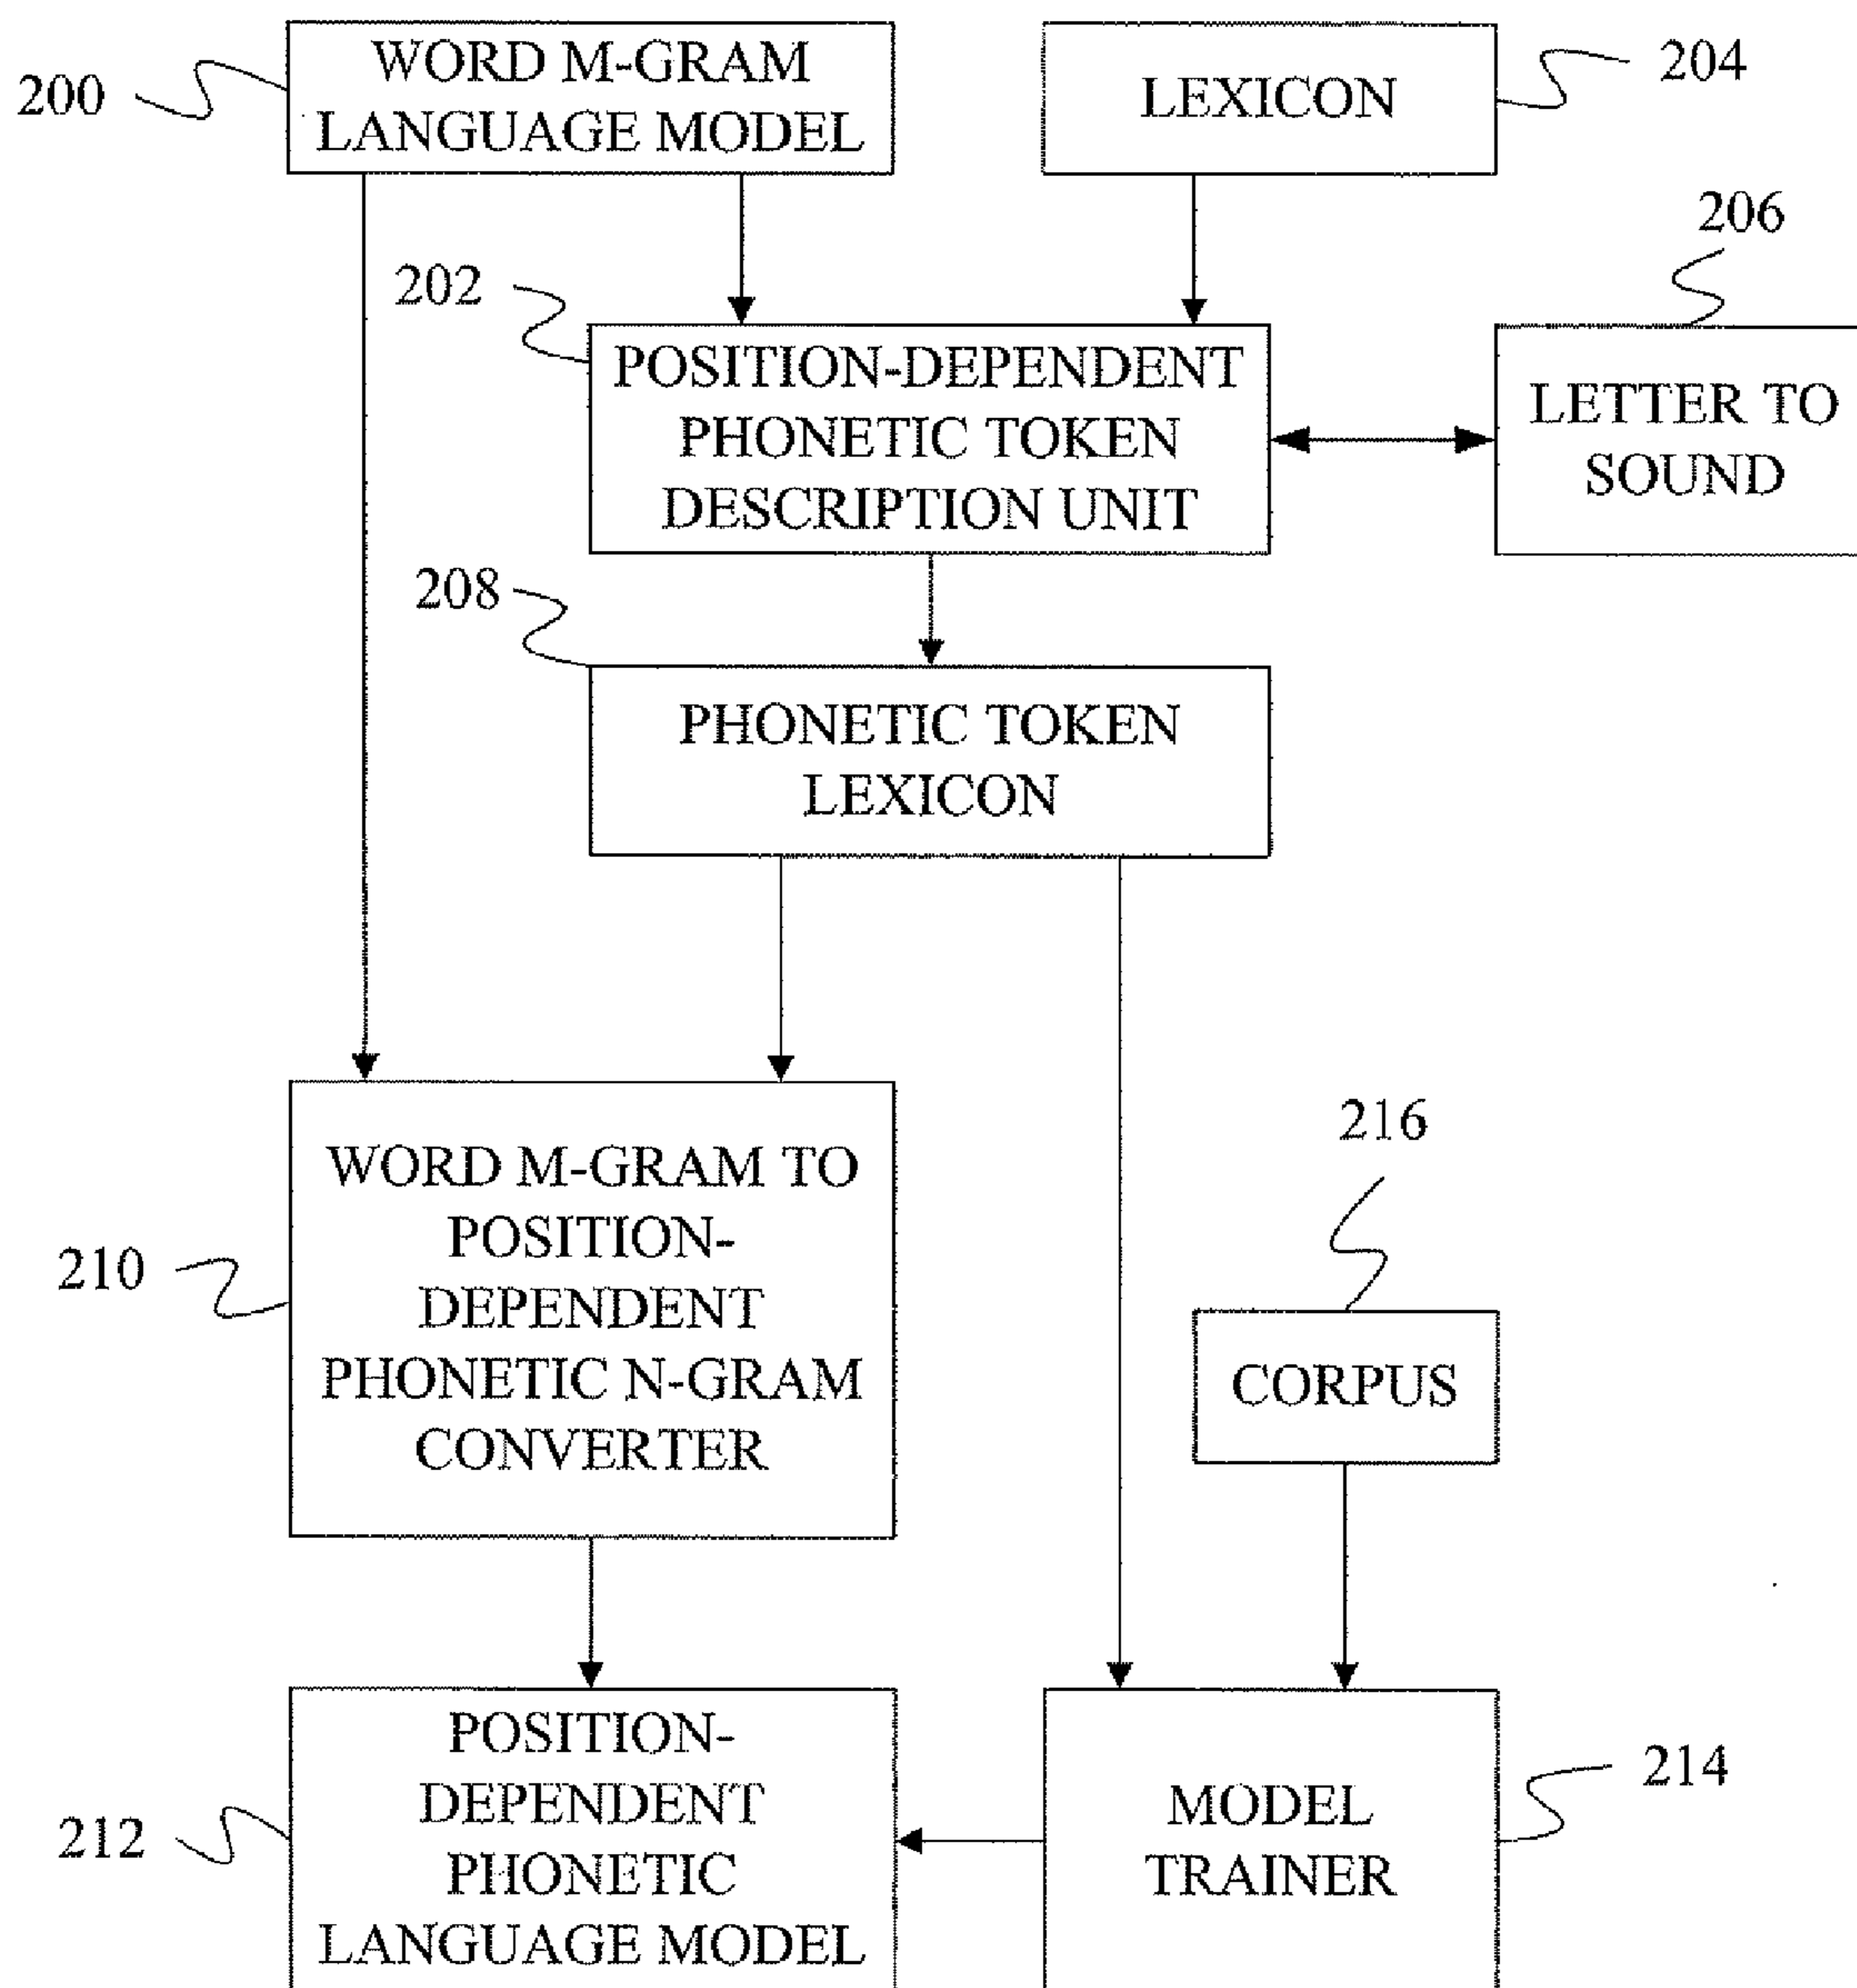 WORD M-GRAM
LANGUAGE MODEL
200
LEXICON
204
206
202
POSITION-DEPENDENT
PHONETIC TOKEN
DESCRIPTION UNIT
LETTER TO
SOUND
208
PHONETIC TOKEN
LEXICON
WORD M-GRAM TO
POSITION-
DEPENDENT
PHONETIC N-GRAM
CONVERTER
210
216
CORPUS
POSITION-
DEPENDENT
PHONETIC
LANGUAGE MODEL
212
MODEL
TRAINER
214